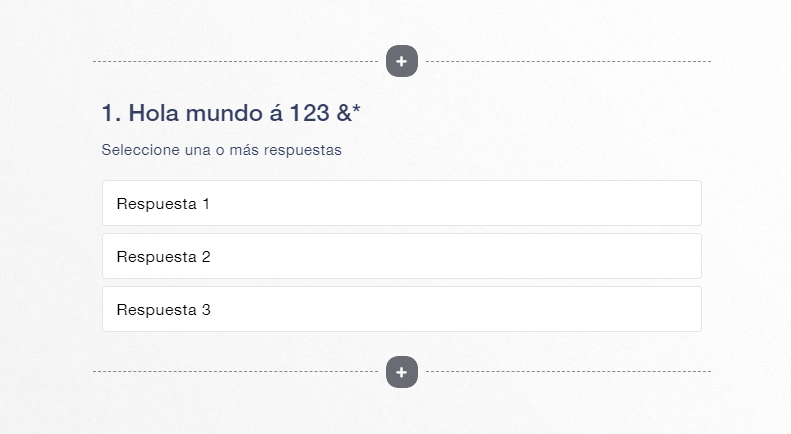 1. Hola mundo á 123 &*
Seleccione una o más respuestas
Respuesta 1
Respuesta 2
Respuesta 3